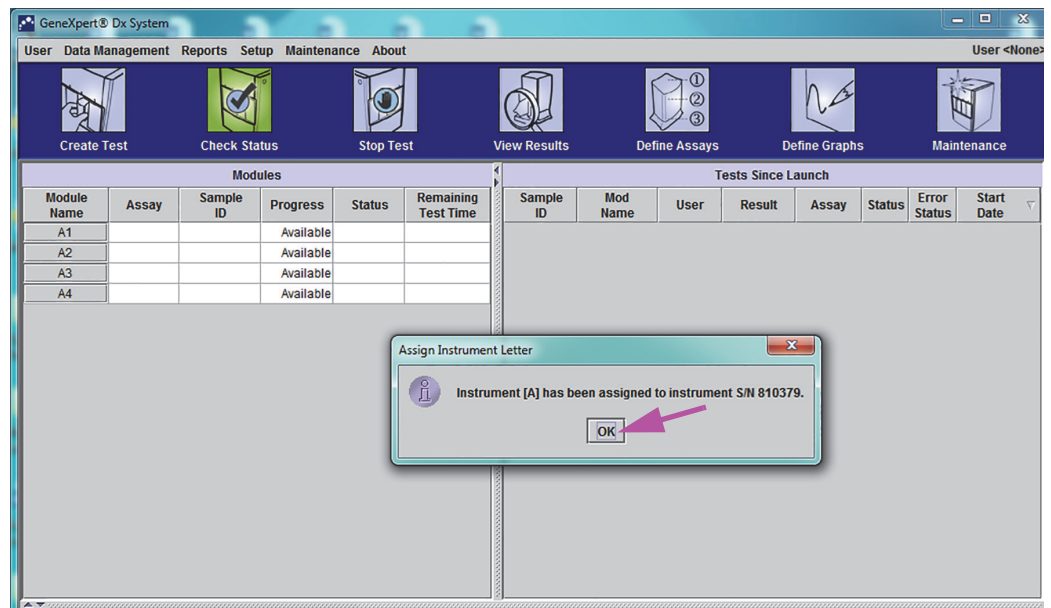 GeneXpert® Dx System
User Data Management Reports Setup Maintenance About
User <None>
Create Test
Check Status
Stop Test
View Results
① ② ③
Define Assays
Define Graphs
Maintenance
Modules
Module Name Assay Sample ID Progress Status Remaining Test Time
A1 Available
A2 Available
A3 Available
A4 Available
Tests Since Launch
Sample ID Mod Name User Result Assay Status Error Status Start Date
Assign Instrument Letter
Instrument [A] has been assigned to instrument S/N 810379.
OK